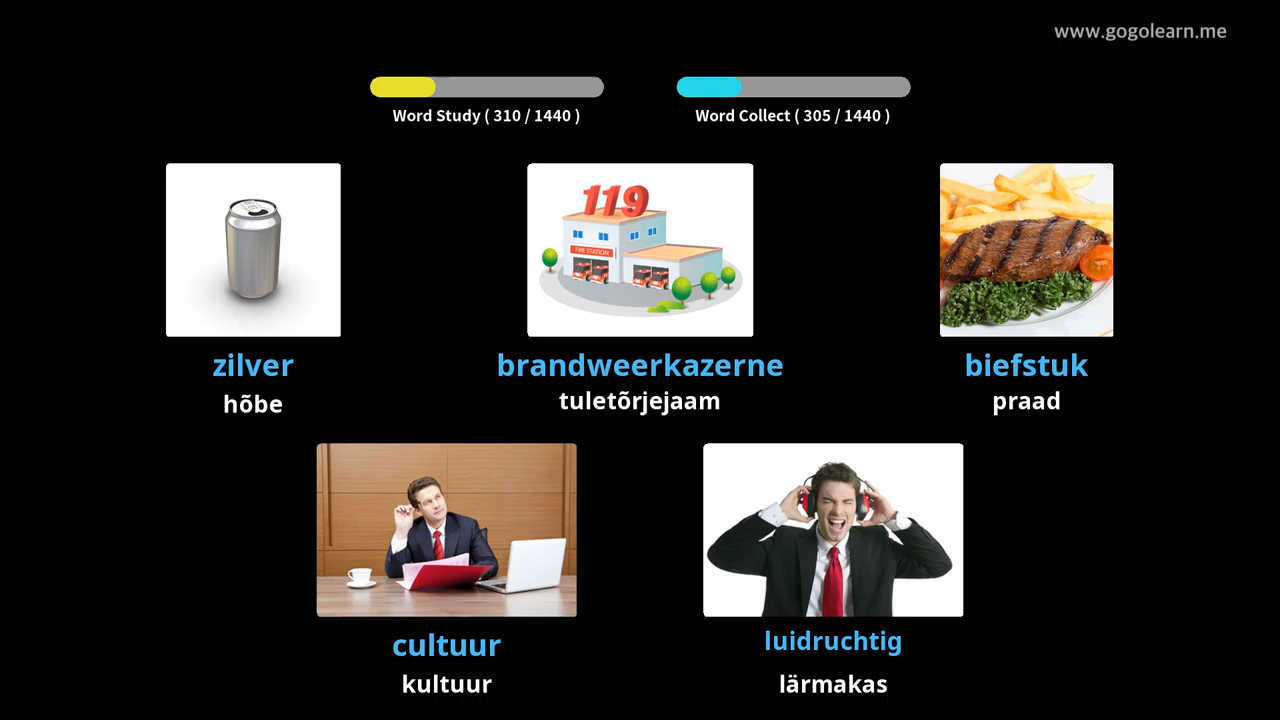 www.gogolearn.me
Word Study ( 310 / 1440 )
Word Collect ( 305 / 1440 )
119
FIRE STATION
zilver
brandweerkazerne
biefstuk
hõbe
tuletõrjejaam
praad
cultuur
luidruchtig
kultuur
lärmakas